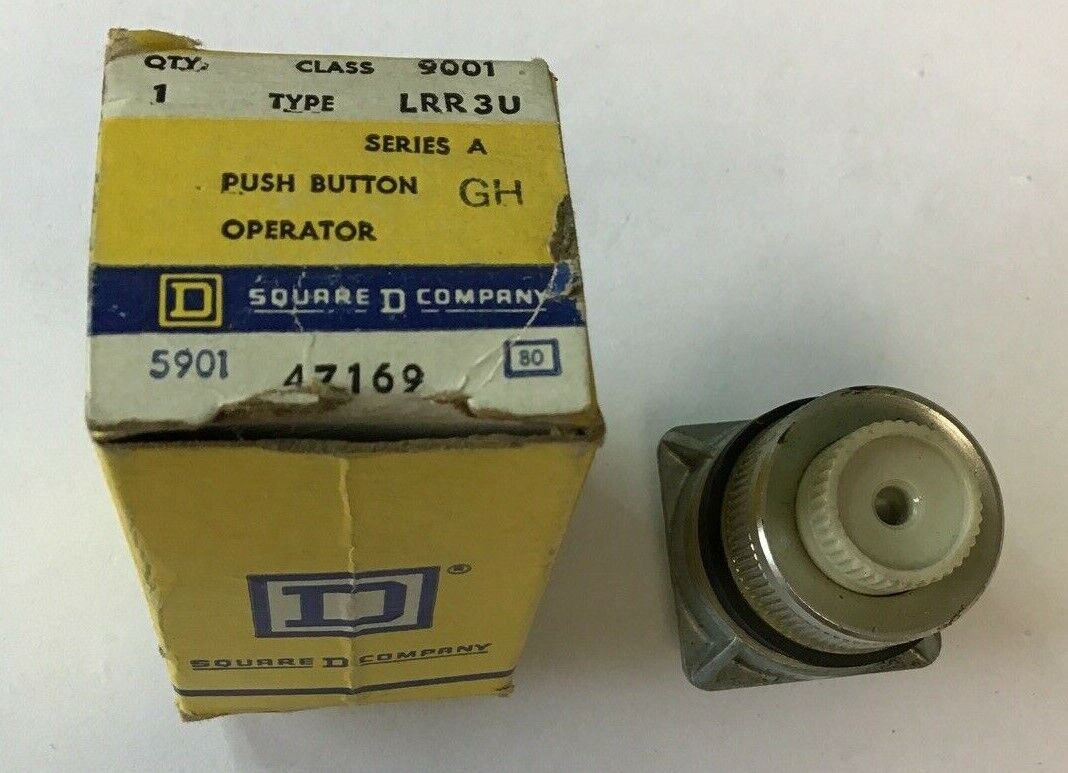 QTY. CLASS 9001
1 TYPE LRR3U
SERIES A
PUSH BUTTON GH
OPERATOR
D SQUARE D COMPANY
5901 47169 80
D ®
SQUARE D COMPANY